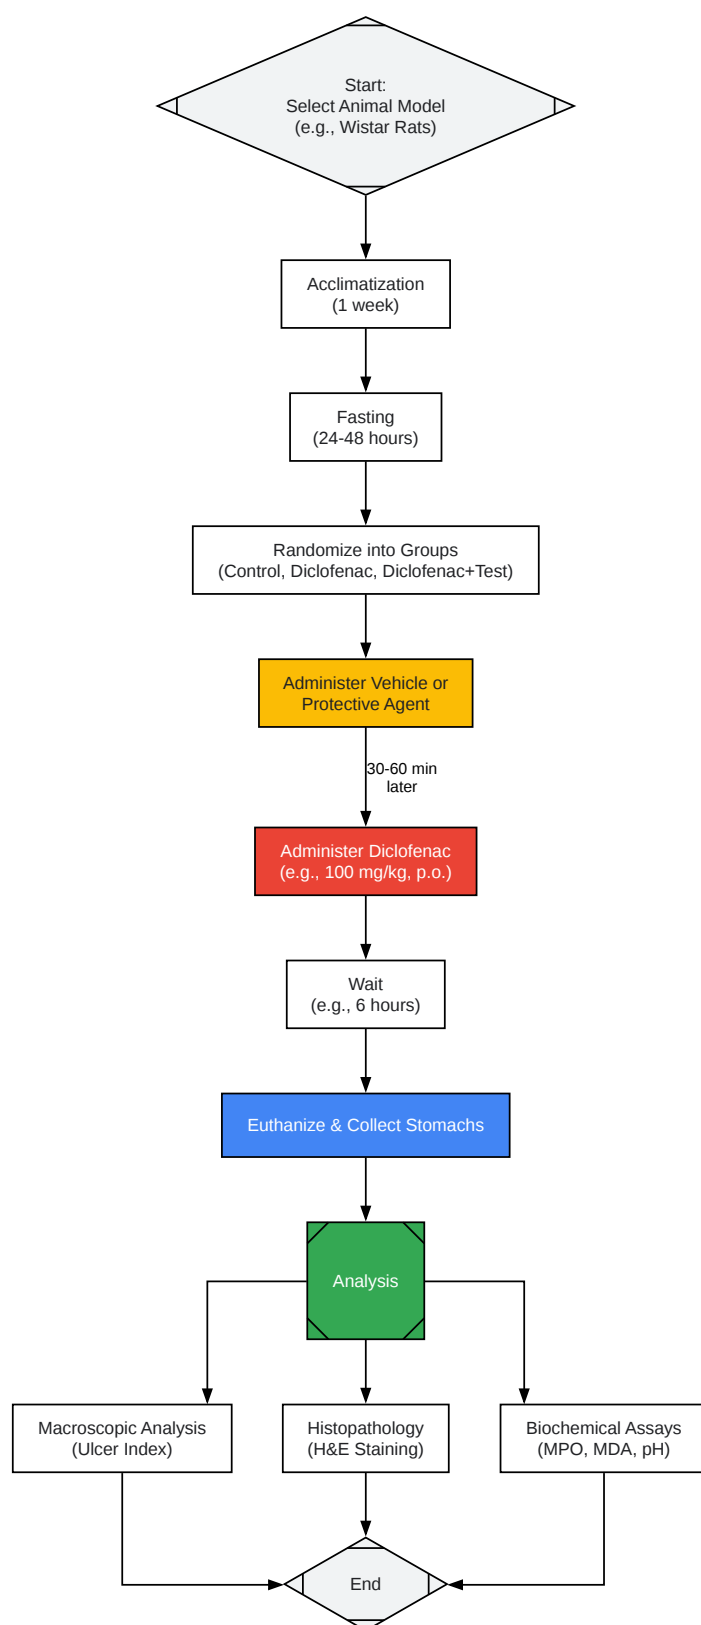 Start:
Select Animal Model
(e.g., Wistar Rats)
Acclimatization
(1 week)
Fasting
(24-48 hours)
Randomize into Groups
(Control, Diclofenac, Diclofenac+Test)
Administer Vehicle or
Protective Agent
30-60 min
later
Administer Diclofenac
(e.g., 100 mg/kg, p.o.)
Wait
(e.g., 6 hours)
Euthanize & Collect Stomachs
Analysis
Macroscopic Analysis
(Ulcer Index)
Histopathology
(H&E Staining)
Biochemical Assays
(MPO, MDA, pH)
End